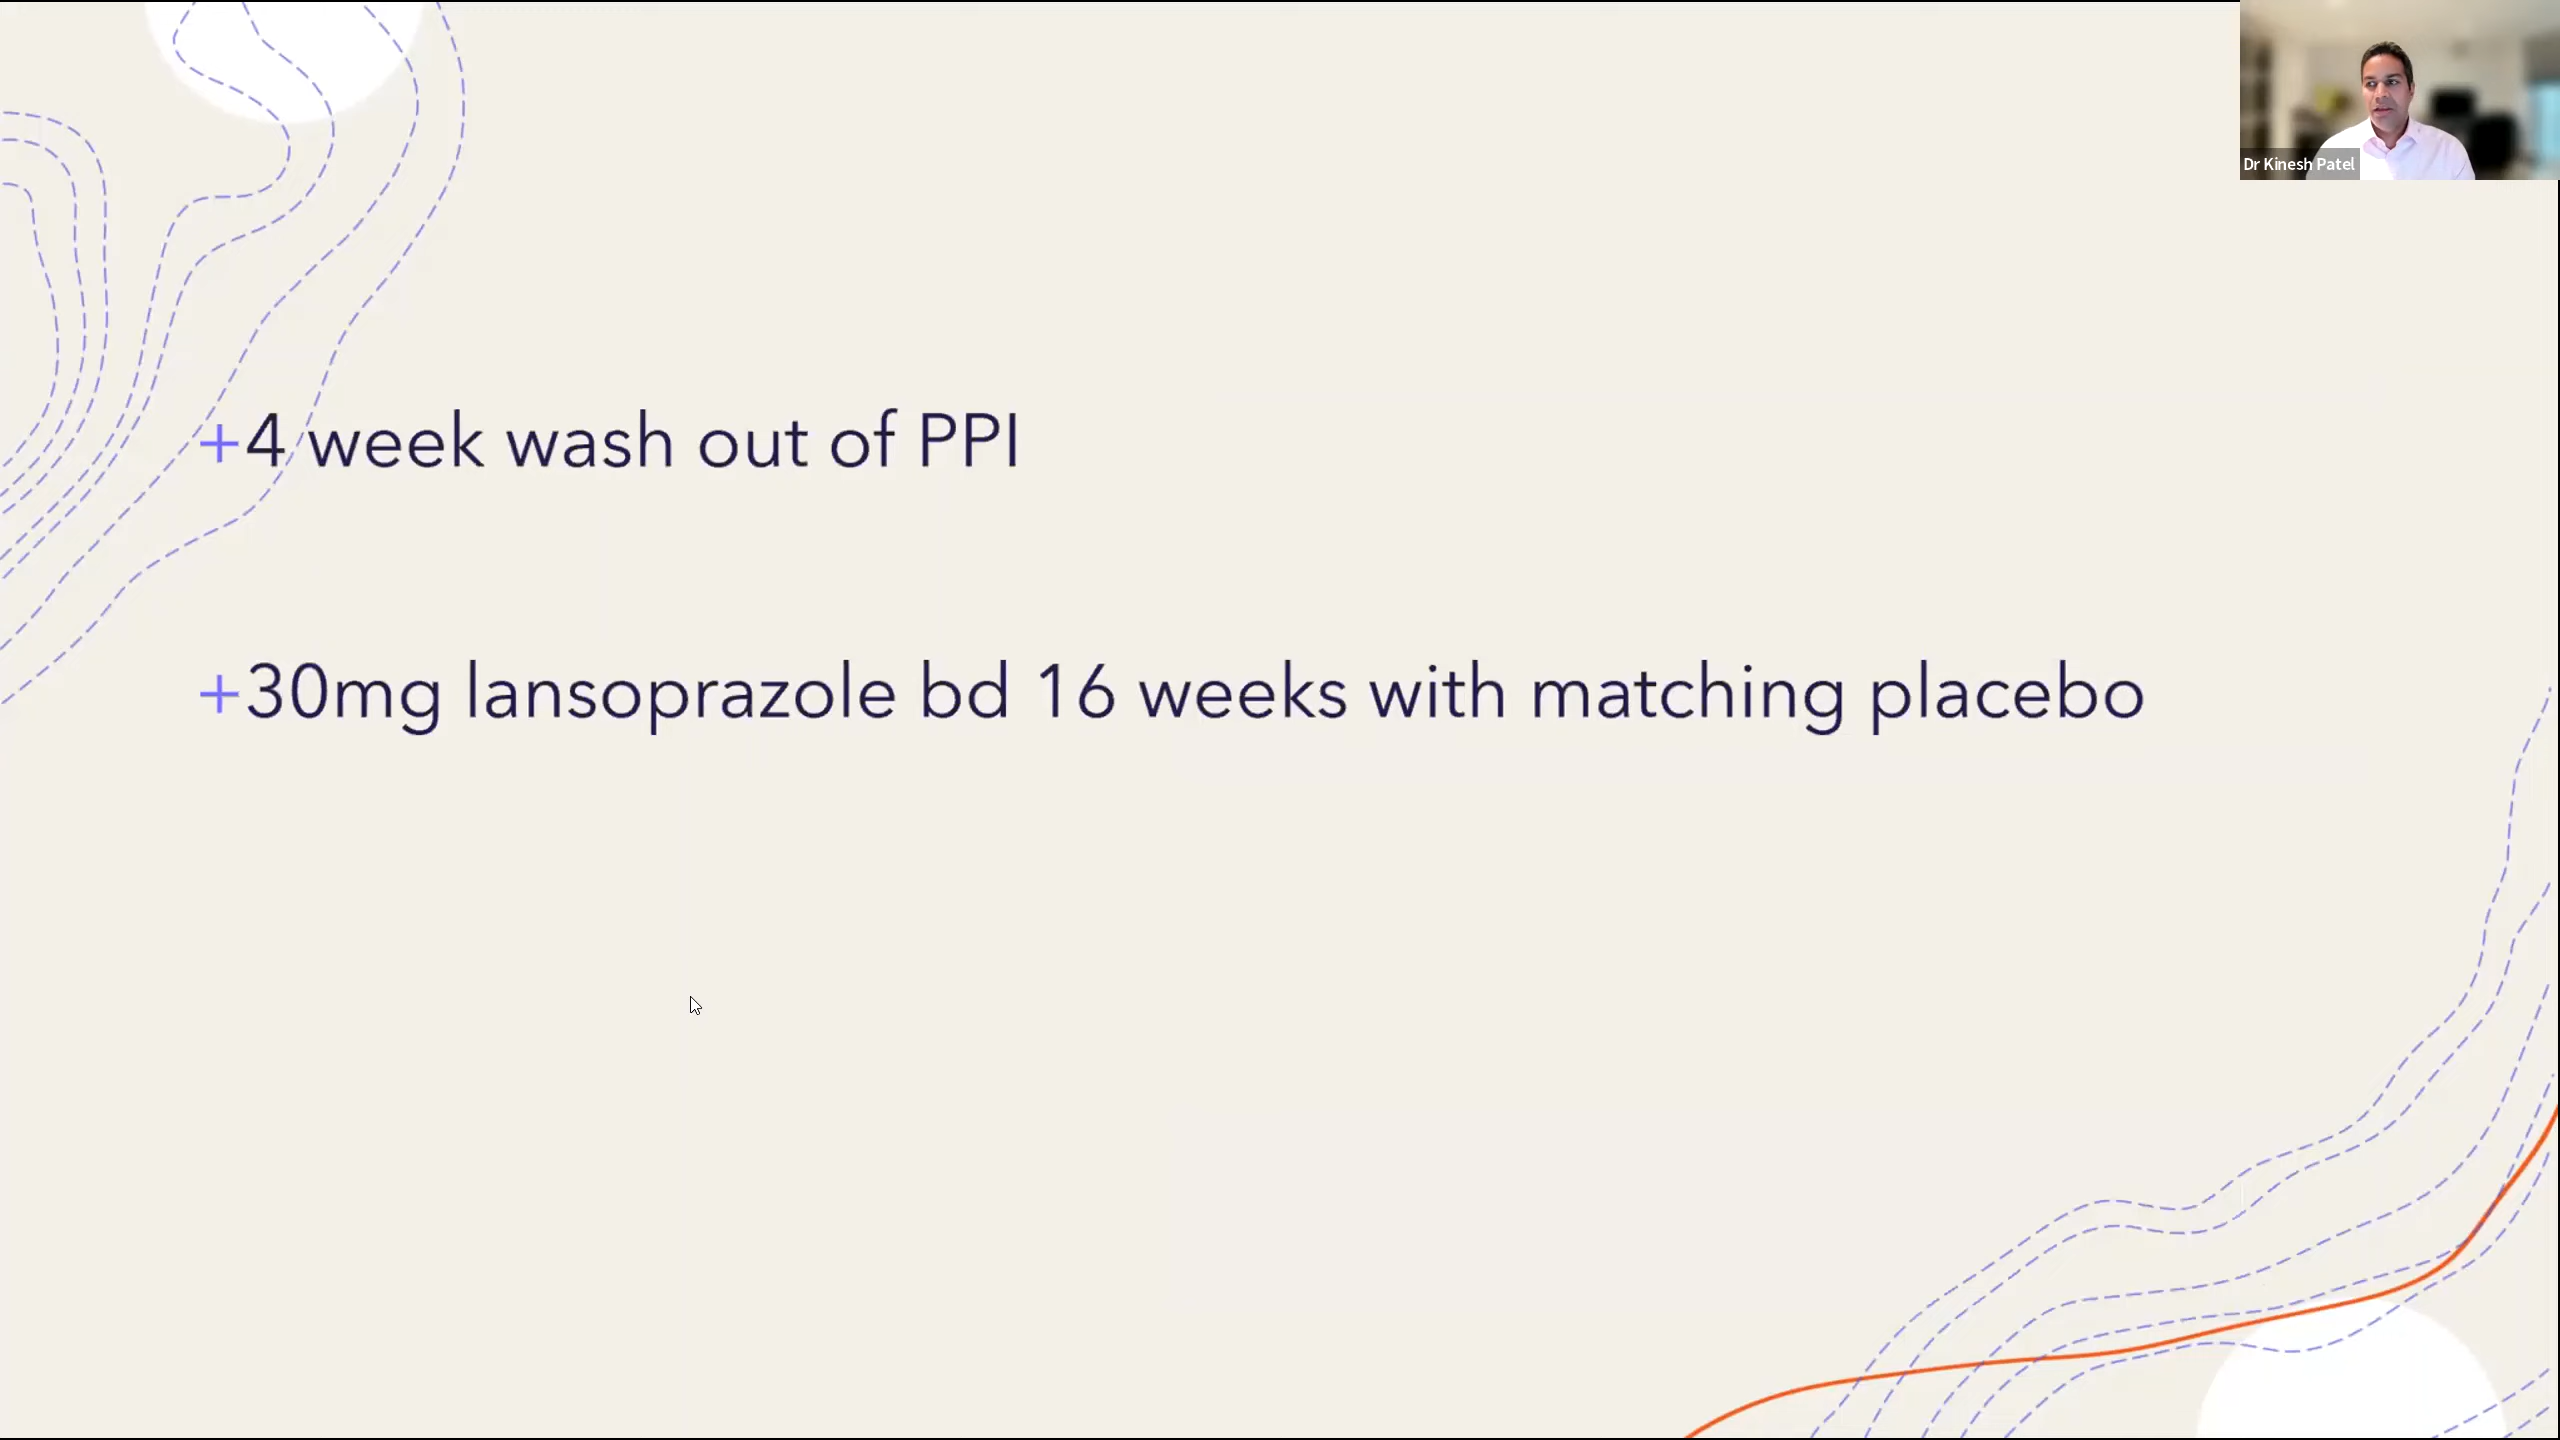 Dr Kinesh Patel
+4 week wash out of PPI
+30mg lansoprazole bd 16 weeks with matching placebo